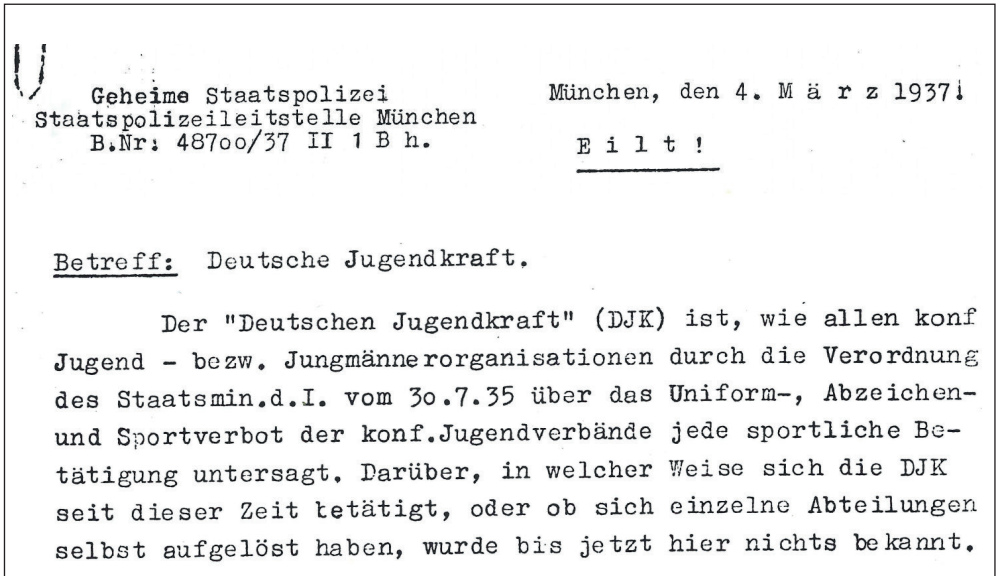 Geheime Staatspolizei
Staatspolizeileitstelle München
B.Nr: 487oo/37 II 1 B h.
München, den 4. M ä r z 1937.
E i l t !
Betreff: Deutsche Jugendkraft.
Der "Deutschen Jugendkraft" (DJK) ist, wie allen konf
Jugend - bezw. Jungmännerorganisationen durch die Verordnung
des Staatsmin.d.I. vom 3o.7.35 über das Uniform-, Abzeichen-
und Sportverbot der konf.Jugendverbände jede sportliche Be-
tätigung untersagt. Darüber, in welcher Weise sich die DJK
seit dieser Zeit betätigt, oder ob sich einzelne Abteilungen
selbst aufgelöst haben, wurde bis jetzt hier nichts bekannt.